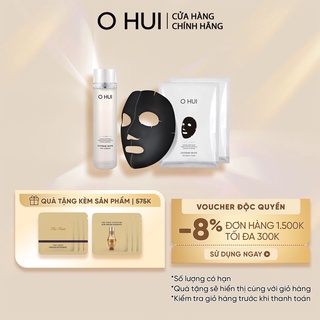 O HUI
CỬA HÀNG
CHÍNH HÃNG
O HUI
O HUI
QUÀ TẶNG KÈM SẢN PHẨM | 575K
VOUCHER ĐỘC QUYỀN
-8%
ĐƠN HÀNG 1.500K
TỐI ĐA 300K
SỬ DỤNG NGAY
*Số lượng có hạn
*Quà tặng sẽ hiển thị cùng với giỏ hàng
*Kiểm tra giỏ hàng trước khi thanh toán